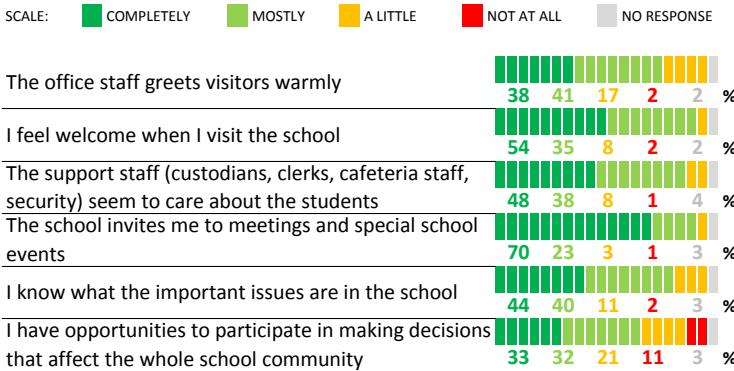 SCALE: COMPLETELY MOSTLY A LITTLE NOT AT ALL NO RESPONSE
The office staff greets visitors warmly
38 41 17 2 2 %
I feel welcome when I visit the school
54 35 8 2 2 %
The support staff (custodians, clerks, cafeteria staff,
security) seem to care about the students
48 38 8 1 4 %
The school invites me to meetings and special school
events
70 23 3 1 3 %
I know what the important issues are in the school
44 40 11 2 3 %
I have opportunities to participate in making decisions
that affect the whole school community
33 32 21 11 3 %